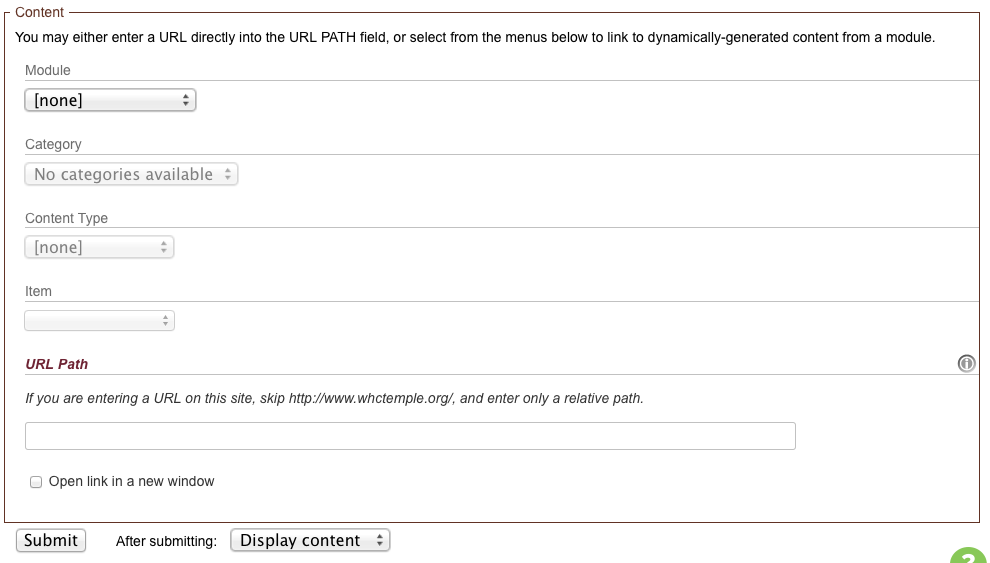 Content
You may either enter a URL directly into the URL PATH field, or select from the menus below to link to dynamically-generated content from a module.
Module
[none]
Category
No categories available
Content Type
[none]
Item
URL Path
If you are entering a URL on this site, skip http://www.whctemple.org/, and enter only a relative path.
Open link in a new window
Submit After submitting: Display content
?